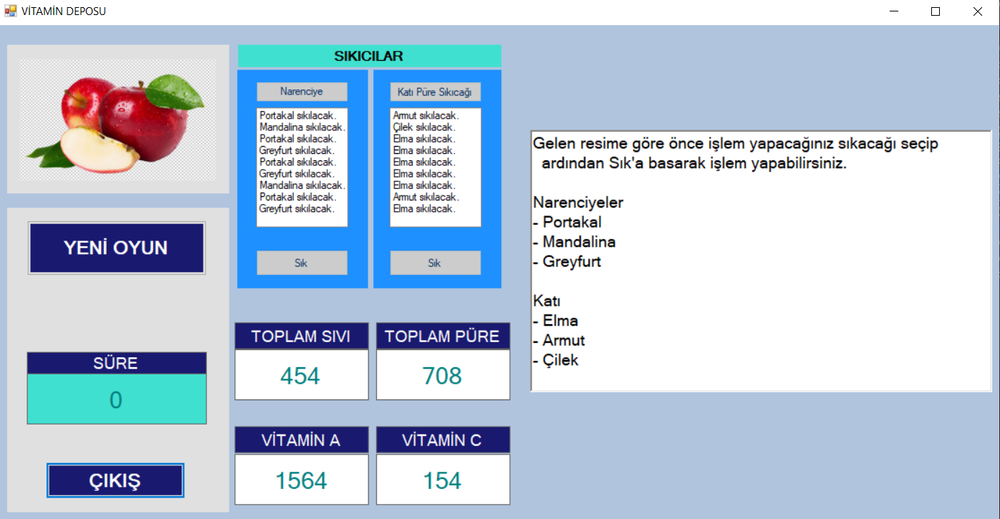 VİTAMİN DEPOSU
SIKICILAR
Narenciye
Portakal sıkılacak.
Mandalina sıkılacak.
Portakal sıkılacak.
Greyfurt sıkılacak.
Portakal sıkılacak.
Greyfurt sıkılacak.
Mandalina sıkılacak.
Portakal sıkılacak.
Greyfurt sıkılacak.
Sık
Katı Püre Sıkıcağı
Armut sıkılacak.
Çilek sıkılacak.
Elma sıkılacak.
Elma sıkılacak.
Elma sıkılacak.
Elma sıkılacak.
Elma sıkılacak.
Armut sıkılacak.
Elma sıkılacak.
Sık
YENİ OYUN
SÜRE
0
ÇIKIŞ
TOPLAM SIVI
454
TOPLAM PÜRE
708
VİTAMİN A
1564
VİTAMİN C
154
Gelen resime göre önce işlem yapacağınız sıkacağı seçip
ardından Sık'a basarak işlem yapabilirsiniz.
Narenciyeler
- Portakal
- Mandalina
- Greyfurt
Katı
- Elma
- Armut
- Çilek